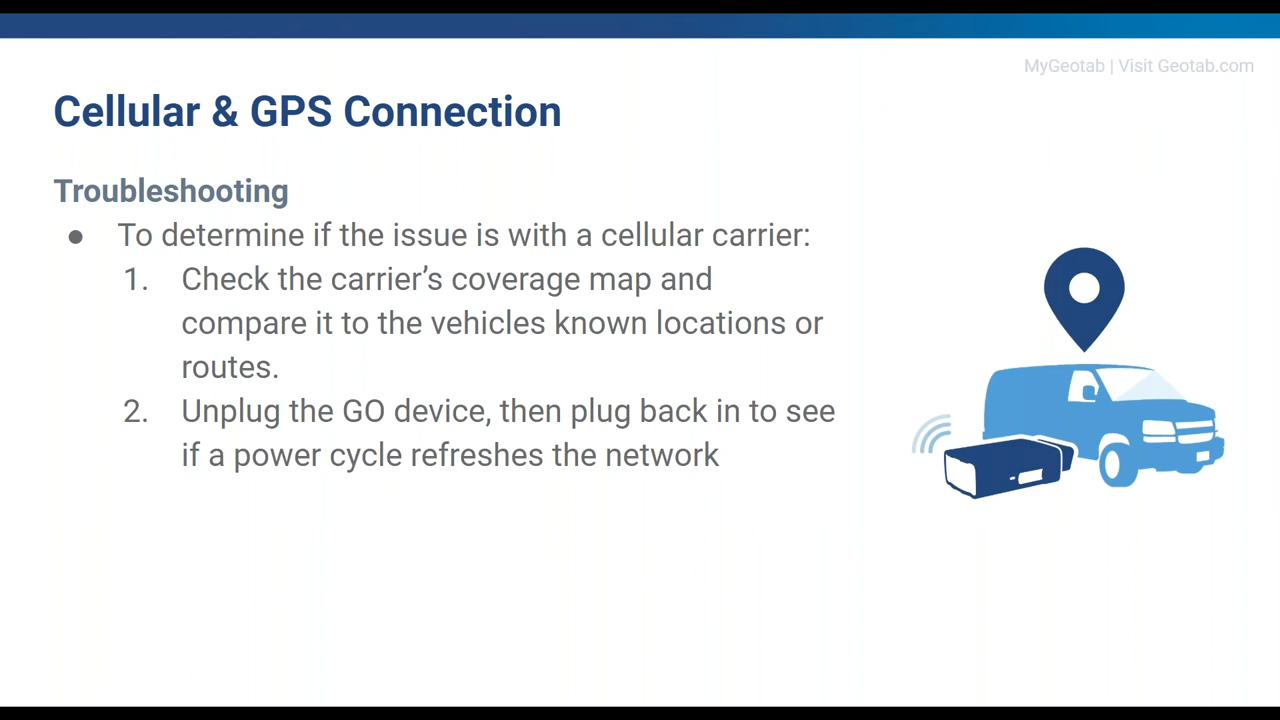 MyGeotab | Visit Geotab.com
Cellular & GPS Connection
Troubleshooting
● To determine if the issue is with a cellular carrier:
1. Check the carrier’s coverage map and
compare it to the vehicles known locations or
routes.
2. Unplug the GO device, then plug back in to see
if a power cycle refreshes the network